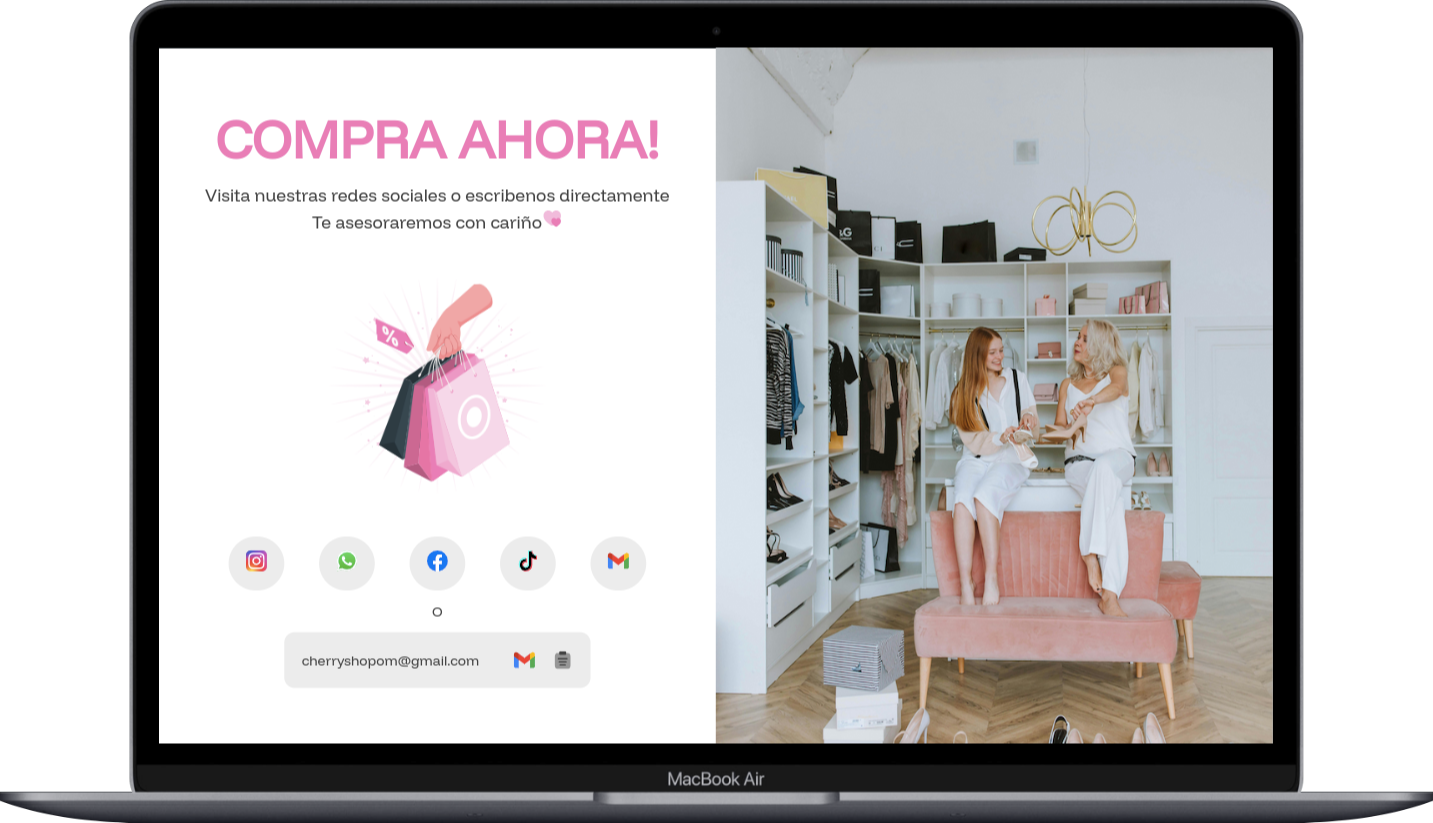 COMPRA AHORA!
Visita nuestras redes sociales o escribenos directamente
Te asesoraremos con cariño
%
O
cherryshopom@gmail.com
MacBook Air